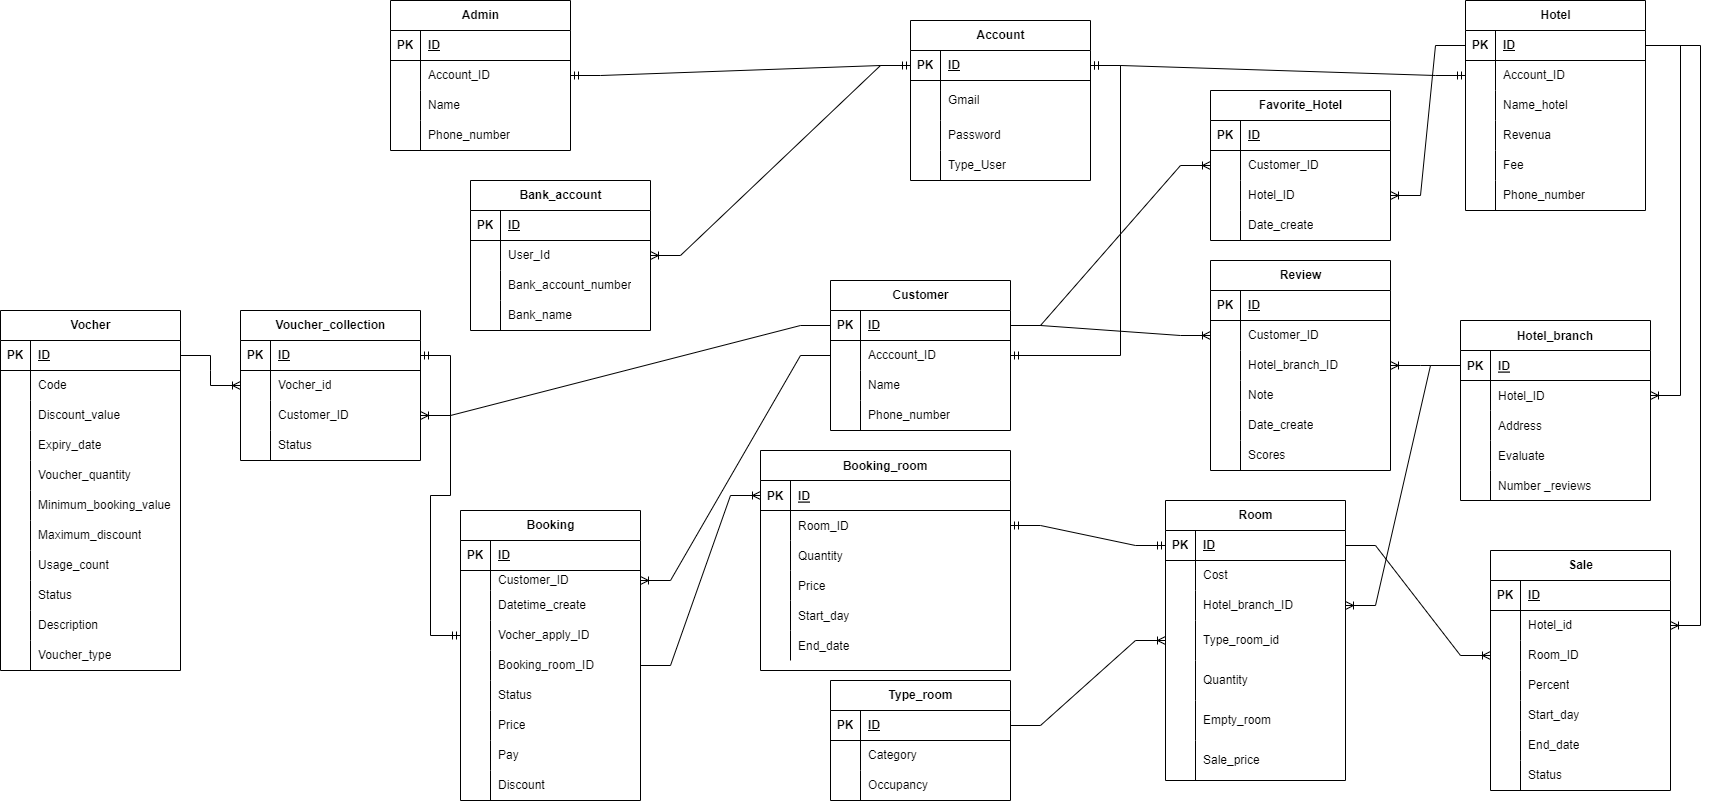 Admin
PK ID
Account_ID
Name
Phone_number
Account
PK ID
Gmail
Password
Type_User
Hotel
PK ID
Account_ID
Name_hotel
Revenua
Fee
Phone_number
Favorite_Hotel
PK ID
Customer_ID
Hotel_ID
Date_create
Bank_account
PK ID
User_Id
Bank_account_number
Bank_name
Customer
PK ID
Acccount_ID
Name
Phone_number
Review
PK ID
Customer_ID
Hotel_branch_ID
Note
Date_create
Scores
Hotel_branch
PK ID
Hotel_ID
Address
Evaluate
Number _reviews
Vocher
PK ID
Code
Discount_value
Expiry_date
Voucher_quantity
Minimum_booking_value
Maximum_discount
Usage_count
Status
Description
Voucher_type
Voucher_collection
PK ID
Vocher_id
Customer_ID
Status
Booking
PK ID
Customer_ID
Datetime_create
Vocher_apply_ID
Booking_room_ID
Status
Price
Pay
Discount
Booking_room
PK ID
Room_ID
Quantity
Price
Start_day
End_date
Type_room
PK ID
Category
Occupancy
Room
PK ID
Cost
Hotel_branch_ID
Type_room_id
Quantity
Empty_room
Sale_price
Sale
PK ID
Hotel_id
Room_ID
Percent
Start_day
End_date
Status